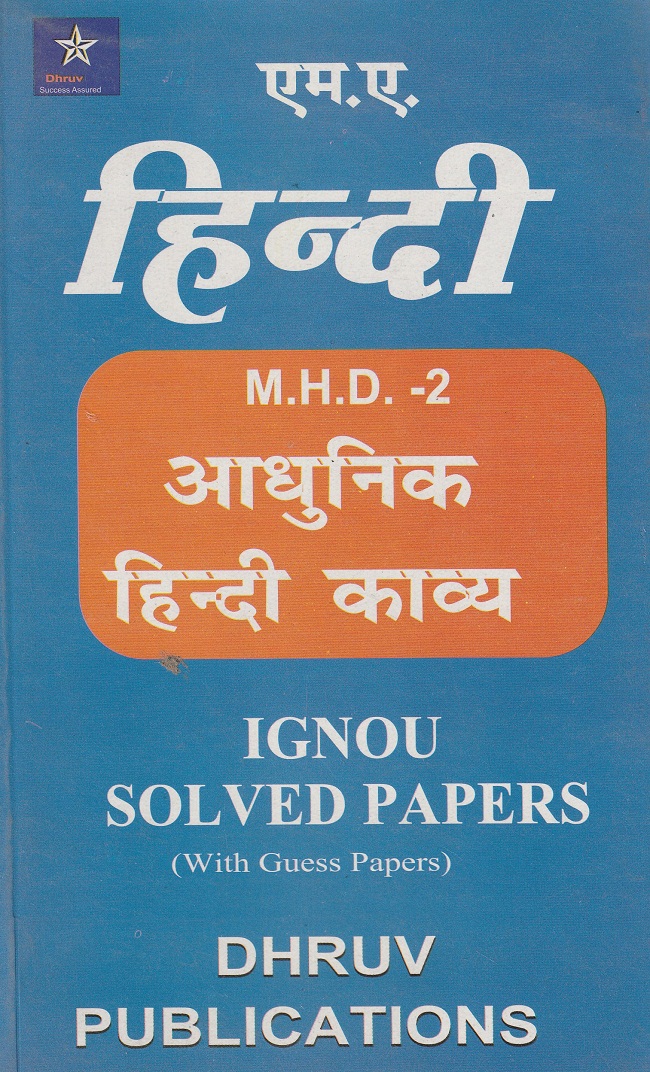 Dhruv
Success Assured
एम.ए.
हिन्दी
M.H.D. -2
आधुनिक
हिन्दी काव्य
IGNOU
SOLVED PAPERS
(With Guess Papers)
DHRUV
PUBLICATIONS